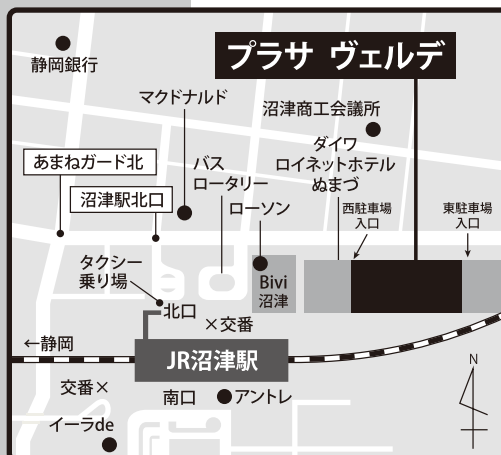 プラサ ヴェルデ
静岡銀行
マクドナルド
沼津商工会議所
ダイワ
ロイネットホテル
ぬまづ
あまねガード北
バス
ロータリー
沼津駅北口
ローソン
西駐車場
入口
東駐車場
入口
タクシー
乗り場
Bivi
沼津
北口
×交番
←静岡
JR沼津駅
N
交番×
南口
アントレ
イーラde